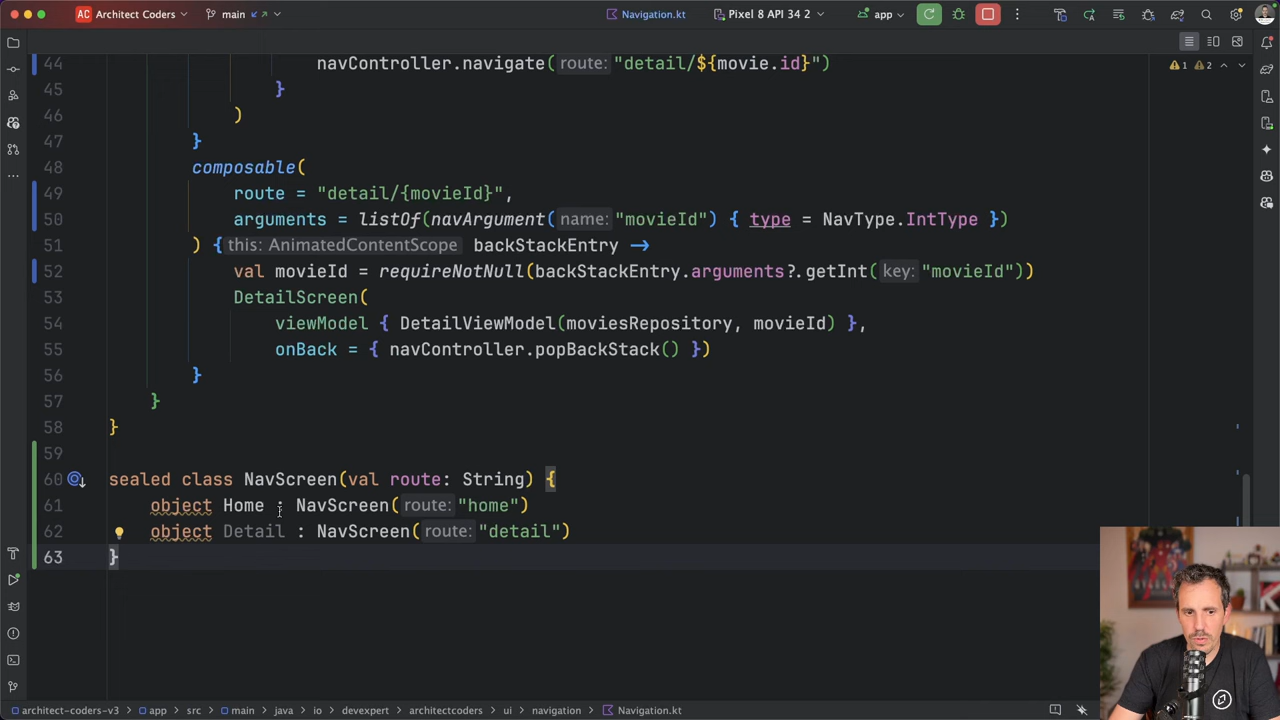 AC Architect Coders main Navigation.kt Pixel 8 API 34 2 app
44 navController.navigate( route: "detail/${movie.id}") 1 2
45 }
46 )
47 }
48 composable(
49 route = "detail/{movieId}",
50 arguments = listOf(navArgument( name: "movieId") { type = NavType.IntType })
51 ) { this: AnimatedContentScope backStackEntry ->
52 val movieId = requireNotNull(backStackEntry.arguments?.getInt( key: "movieId"))
53 DetailScreen(
54 viewModel { DetailViewModel(moviesRepository, movieId) },
55 onBack = { navController.popBackStack() })
56 }
57 }
58 }
59
60 sealed class NavScreen(val route: String) {
61 object Home : NavScreen( route: "home")
62 object Detail : NavScreen( route: "detail")
63 }
architect-coders-v3 > app > src > main > java > io > devexpert > architectcoders > ui > navigation > Navigation.kt